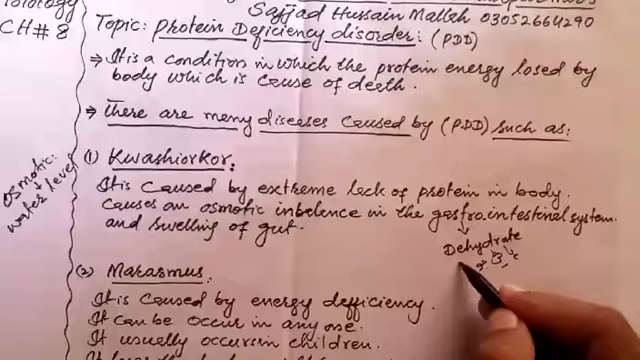 Sajjad Hussain Malleh 03052664290
CH# 8
Topic: Protein Deficiency disorder: (PDD)
⇒ It is a condition in which the protein energy losed by
body which is cause of death.
⇒ There are many diseases caused by (PDD) such as:
(1) Kwashiorkor:
It is caused by extreme lack of protein in body.
Causes an osmotic inbelence in the gastro.intestinal system.
and swelling of gut.
osmotic.
water level
Dehydrate
(2) Marasmus:
It is caused by energy defficiency.
It can be occur in any ose.
It usually occurs in children.